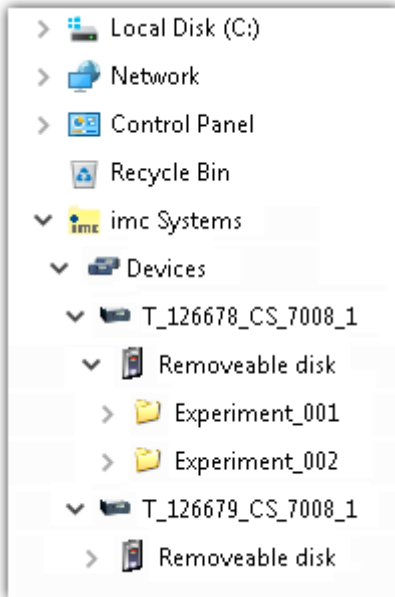 Local Disk (C:)
Network
Control Panel
Recycle Bin
imc Systems
Devices
T_126678_CS_7008_1
Removeable disk
Experiment_001
Experiment_002
T_126679_CS_7008_1
Removeable disk